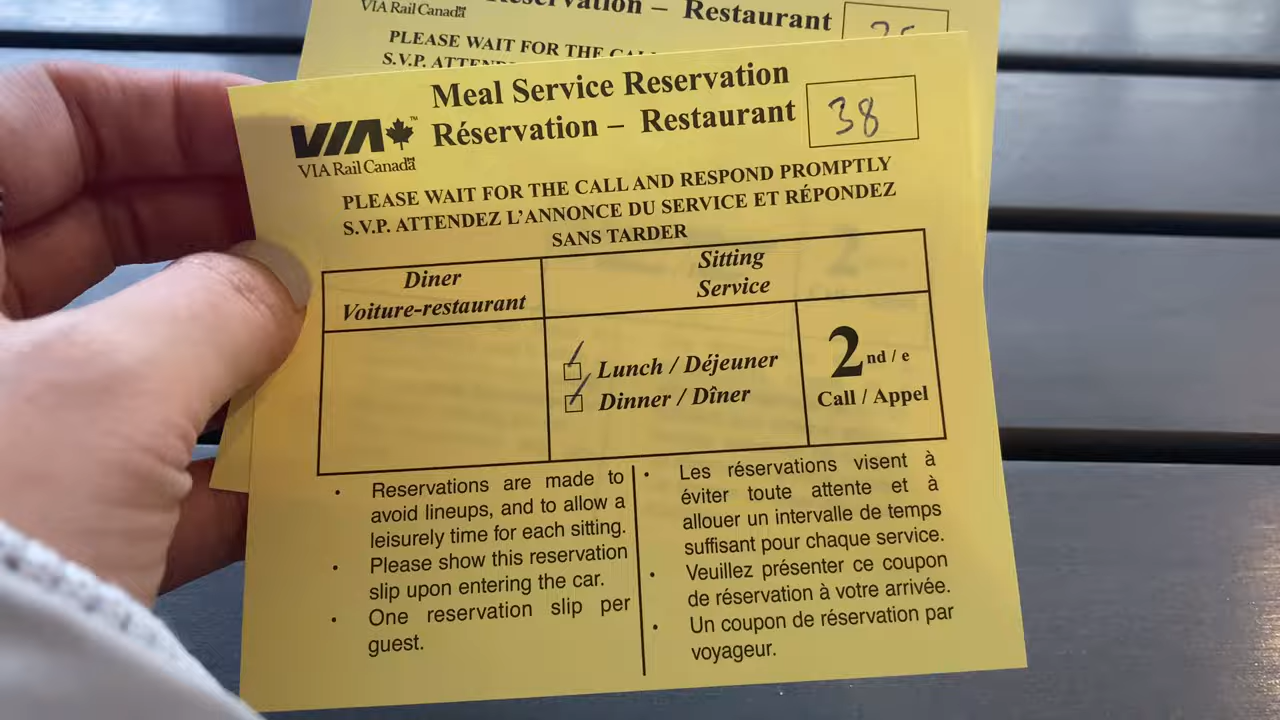 VIA Rail Canada
Réservation – Restaurant
PLEASE WAIT FOR THE
S.V.P.
Meal Service Reservation
Réservation – Restaurant
38
VIA
VIA Rail Canada
PLEASE WAIT FOR THE CALL AND RESPOND PROMPTLY
S.V.P. ATTENDEZ L'ANNONCE DU SERVICE ET RÉPONDEZ
SANS TARDER
Diner
Voiture-restaurant
Sitting
Service
Lunch / Déjeuner
Dinner / Dîner
2nd / e
Call / Appel
• Reservations are made to
avoid lineups, and to allow a
leisurely time for each sitting.
• Please show this reservation
slip upon entering the car.
• One reservation slip per
guest.
• Les réservations visent à
éviter toute attente et à
allouer un intervalle de temps
suffisant pour chaque service.
• Veuillez présenter ce coupon
de réservation à votre arrivée.
• Un coupon de réservation par
voyageur.